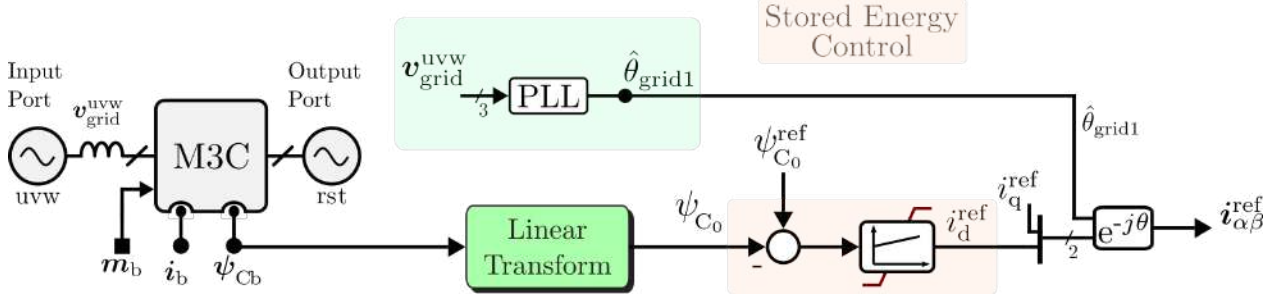 Stored Energy
Control
Input
Port
Output
Port
v_grid^uvw
M3C
uvw
rst
m_b
i_b
ψ_Cb
v_grid^uvw
3
PLL
θ̂_grid1
θ̂_grid1
Linear
Transform
ψ_C0
ψ_C0^ref
-
i_d^ref
i_q^ref
2
e^-jθ
i_αβ^ref